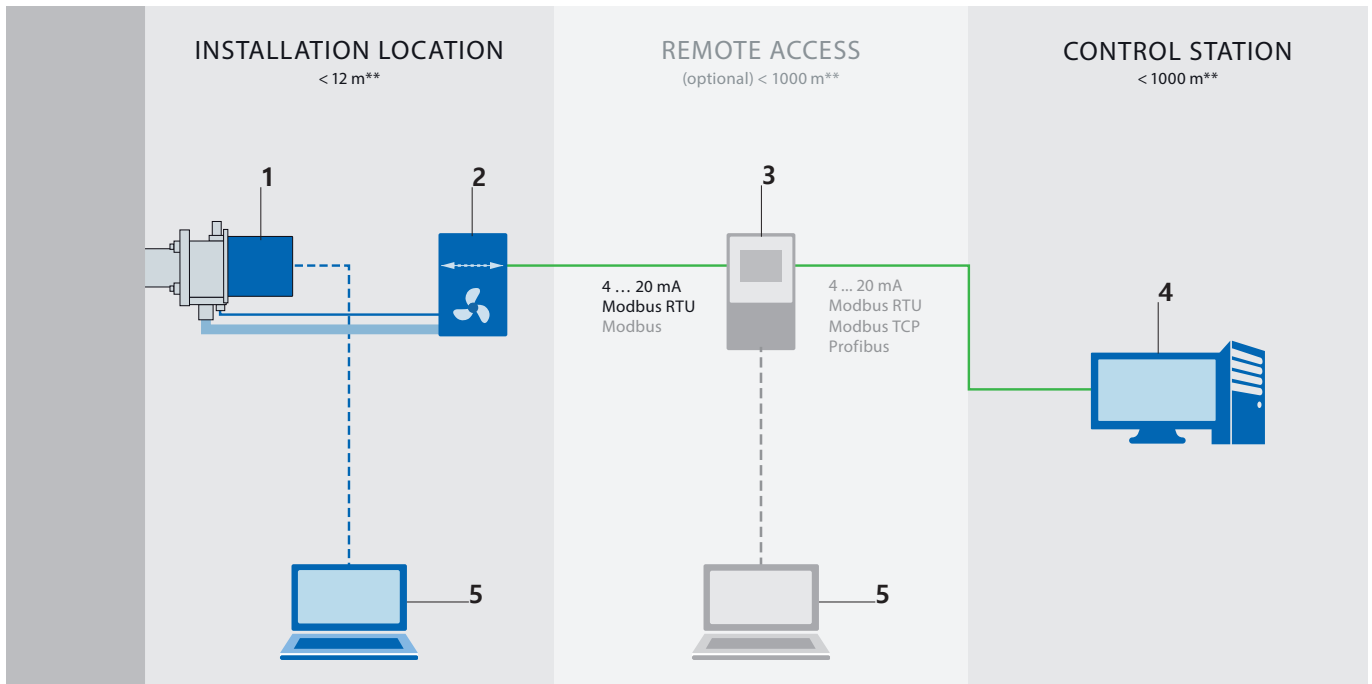 INSTALLATION LOCATION
< 12 m**
REMOTE ACCESS
(optional) < 1000 m**
CONTROL STATION
< 1000 m**
1
2
3
4
4 … 20 mA
Modbus RTU
Modbus
4 ... 20 mA
Modbus RTU
Modbus TCP
Profibus
5
5